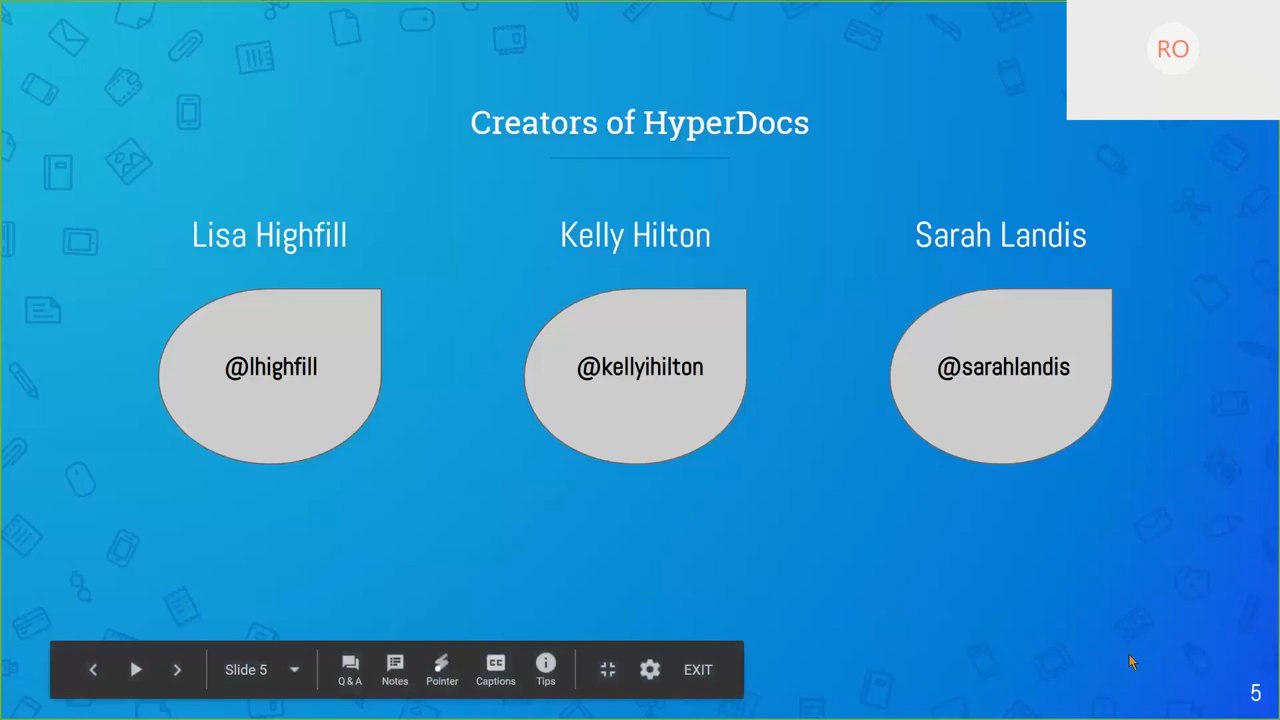 RO
Creators of HyperDocs
Lisa Highfill
Kelly Hilton
Sarah Landis
@lhighfill
@kellyihilton
@sarahlandis
Slide 5
Q & A
Notes
Pointer
CC
Captions
Tips
EXIT
5